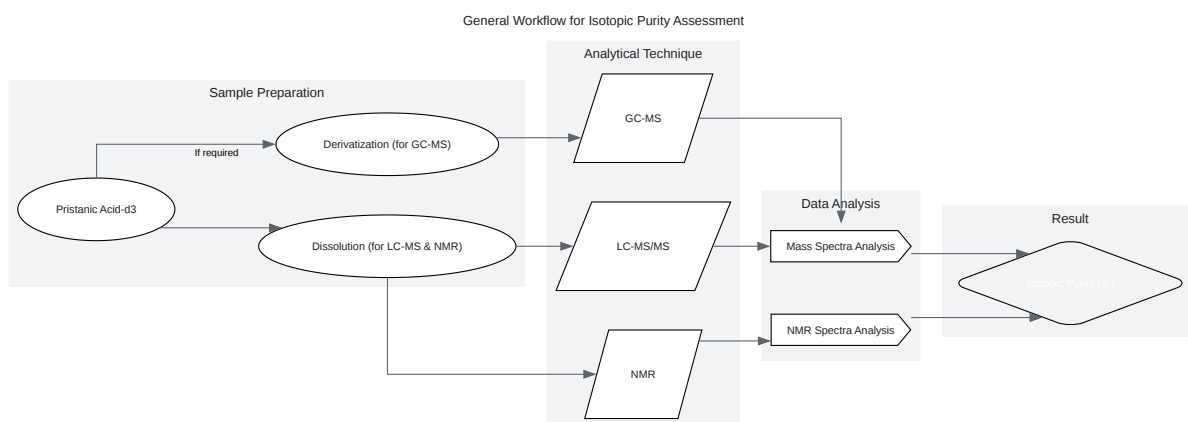 General Workflow for Isotopic Purity Assessment
Sample Preparation
Pristanic Acid-d3
If required
Derivatization (for GC-MS)
Dissolution (for LC-MS & NMR)
Analytical Technique
GC-MS
LC-MS/MS
NMR
Data Analysis
Mass Spectra Analysis
NMR Spectra Analysis
Result
Isotopic Purity (%)